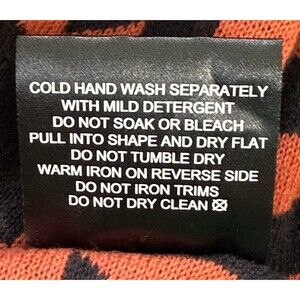 COLD HAND WASH SEPARATELY
WITH MILD DETERGENT
DO NOT SOAK OR BLEACH
PULL INTO SHAPE AND DRY FLAT
DO NOT TUMBLE DRY
WARM IRON ON REVERSE SIDE
DO NOT IRON TRIMS
DO NOT DRY CLEAN